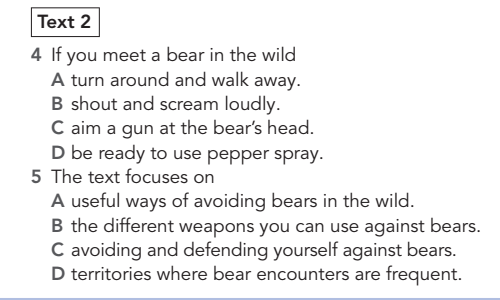 Text 2
4 If you meet a bear in the wild
A turn around and walk away.
B shout and scream loudly.
C aim a gun at the bear's head.
D be ready to use pepper spray.
5 The text focuses on
A useful ways of avoiding bears in the wild.
B the different weapons you can use against bears.
C avoiding and defending yourself against bears.
D territories where bear encounters are frequent.